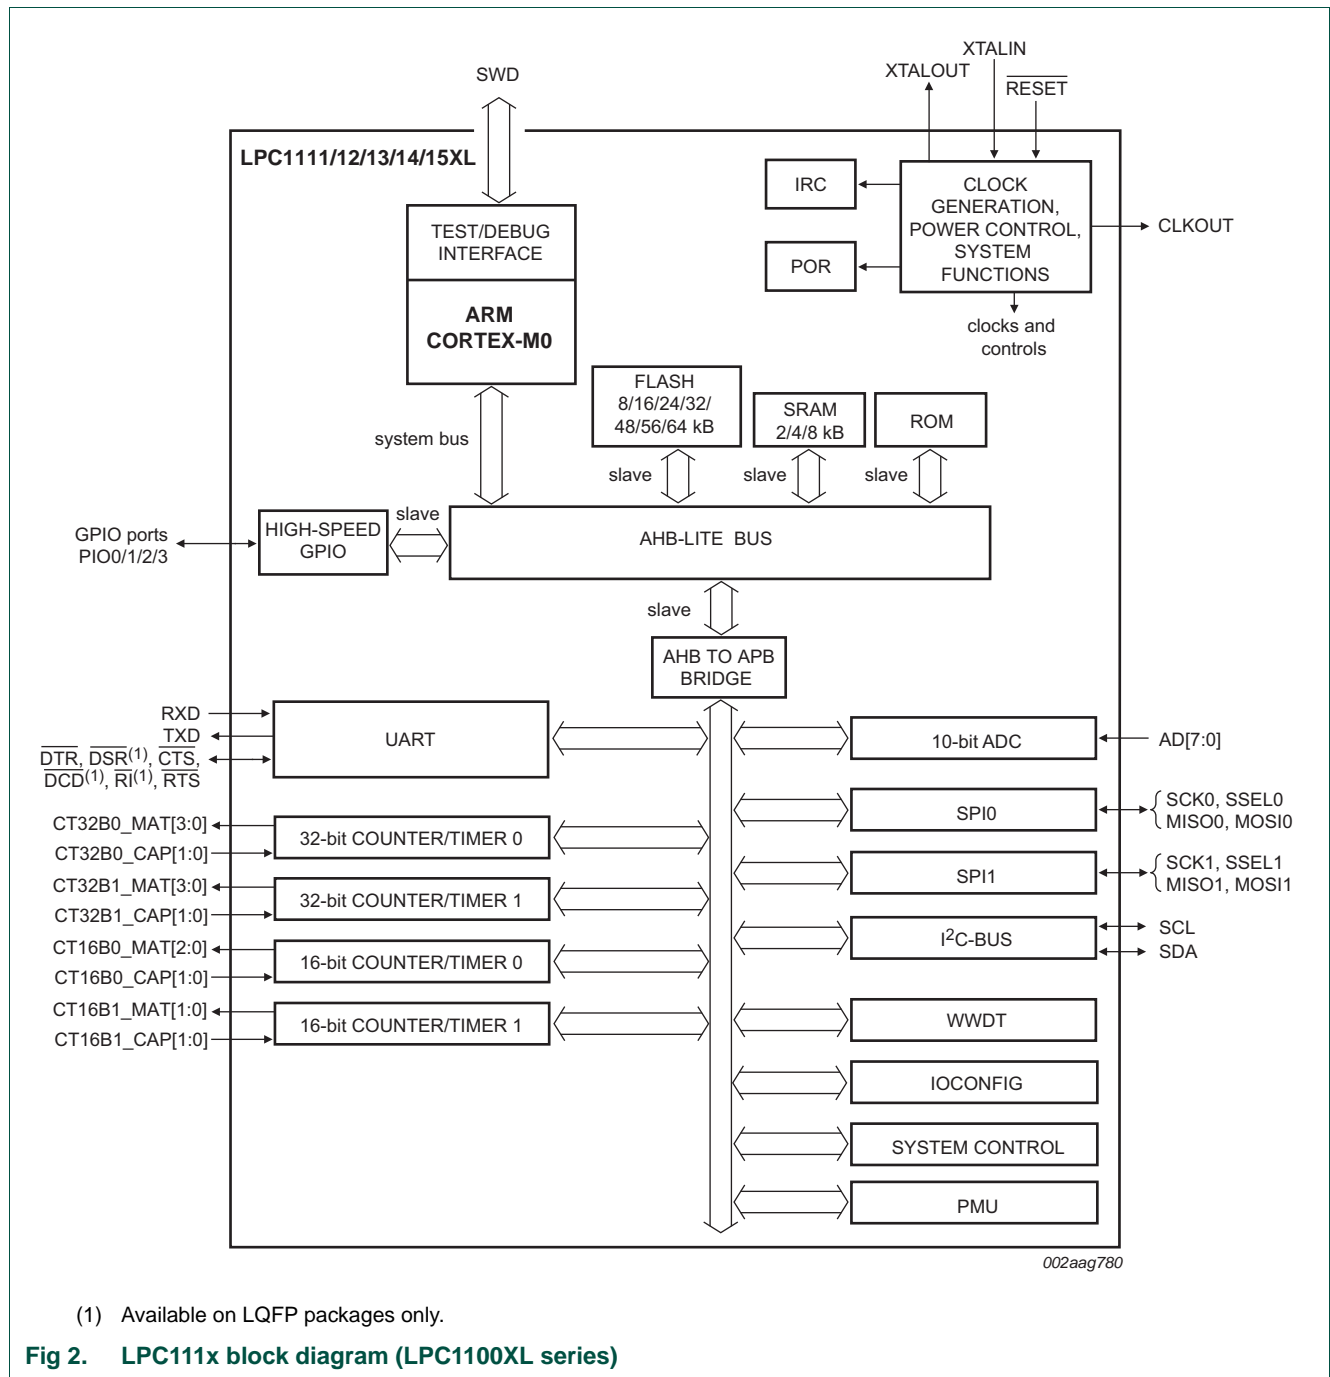 XTALIN
XTALOUT
RESET
SWD
LPC1111/12/13/14/15XL
IRC
CLOCK
GENERATION,
POWER CONTROL,
SYSTEM
FUNCTIONS
CLKOUT
POR
clocks and
controls
TEST/DEBUG
INTERFACE
ARM
CORTEX-M0
system bus
FLASH
8/16/24/32/
48/56/64 kB
SRAM
2/4/8 kB
ROM
slave
slave
slave
slave
GPIO ports
PIO0/1/2/3
HIGH-SPEED
GPIO
AHB-LITE BUS
slave
AHB TO APB
BRIDGE
RXD
TXD
DTR, DSR(1), CTS,
DCD(1), RI(1), RTS
UART
10-bit ADC
AD[7:0]
CT32B0_MAT[3:0]
CT32B0_CAP[1:0]
32-bit COUNTER/TIMER 0
SPI0
SCK0, SSEL0
MISO0, MOSI0
CT32B1_MAT[3:0]
CT32B1_CAP[1:0]
32-bit COUNTER/TIMER 1
SPI1
SCK1, SSEL1
MISO1, MOSI1
CT16B0_MAT[2:0]
CT16B0_CAP[1:0]
16-bit COUNTER/TIMER 0
I2C-BUS
SCL
SDA
CT16B1_MAT[1:0]
CT16B1_CAP[1:0]
16-bit COUNTER/TIMER 1
WWDT
IOCONFIG
SYSTEM CONTROL
PMU
002aag780
(1) Available on LQFP packages only.
Fig 2. LPC111x block diagram (LPC1100XL series)